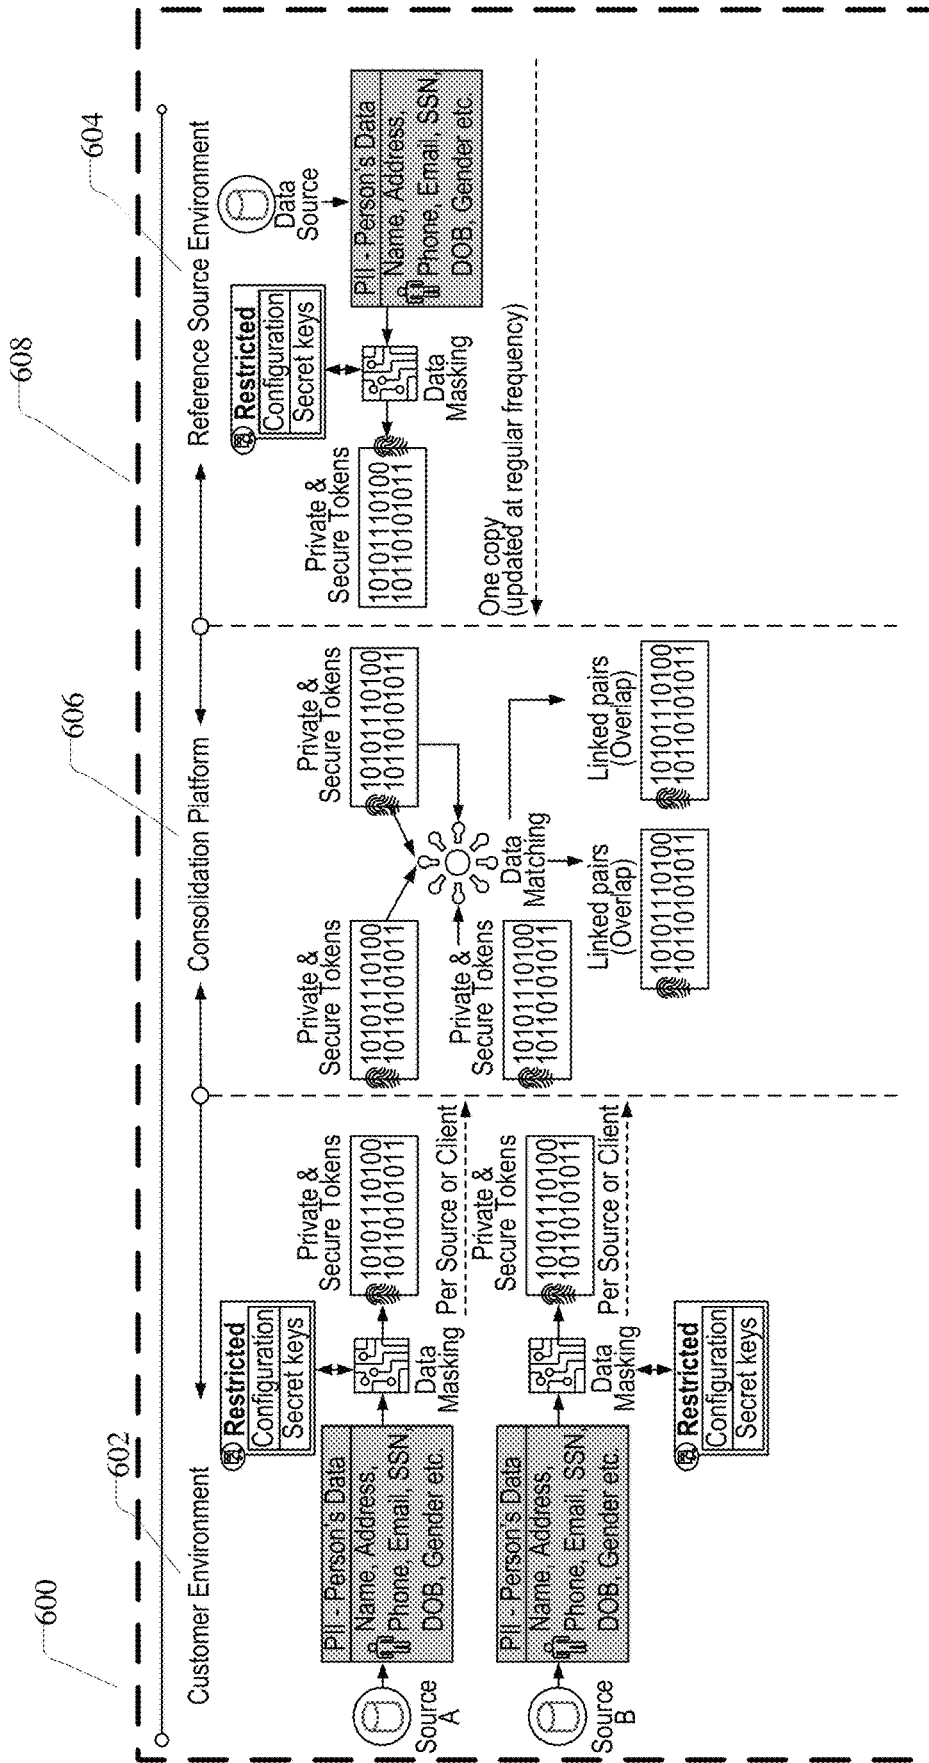 600
602
606
608
604
Customer Environment
Consolidation Platform
Reference Source Environment
Restricted
Configuration
Secret keys
PII - Person's Data
Name, Address,
Phone, Email, SSN,
DOB, Gender etc.
Source
A
Data
Masking
Private &
Secure Tokens
10101110100
10110101011
Per Source or Client
PII - Person's Data
Name, Address,
Phone, Email, SSN,
DOB, Gender etc.
Source
B
Data
Masking
Private &
Secure Tokens
10101110100
10110101011
Per Source or Client
Restricted
Configuration
Secret keys
Private &
Secure Tokens
10101110100
10110101011
Private &
Secure Tokens
10101110100
10110101011
Private &
Secure Tokens
10101110100
10110101011
Data
Matching
Linked pairs
(Overlap)
10101110100
10110101011
Linked pairs
(Overlap)
10101110100
10110101011
Restricted
Configuration
Secret keys
Data
Source
Private &
Secure Tokens
10101110100
10110101011
Data
Masking
PII - Person's Data
Name, Address,
Phone, Email, SSN,
DOB, Gender etc.
One copy
(updated at regular frequency)